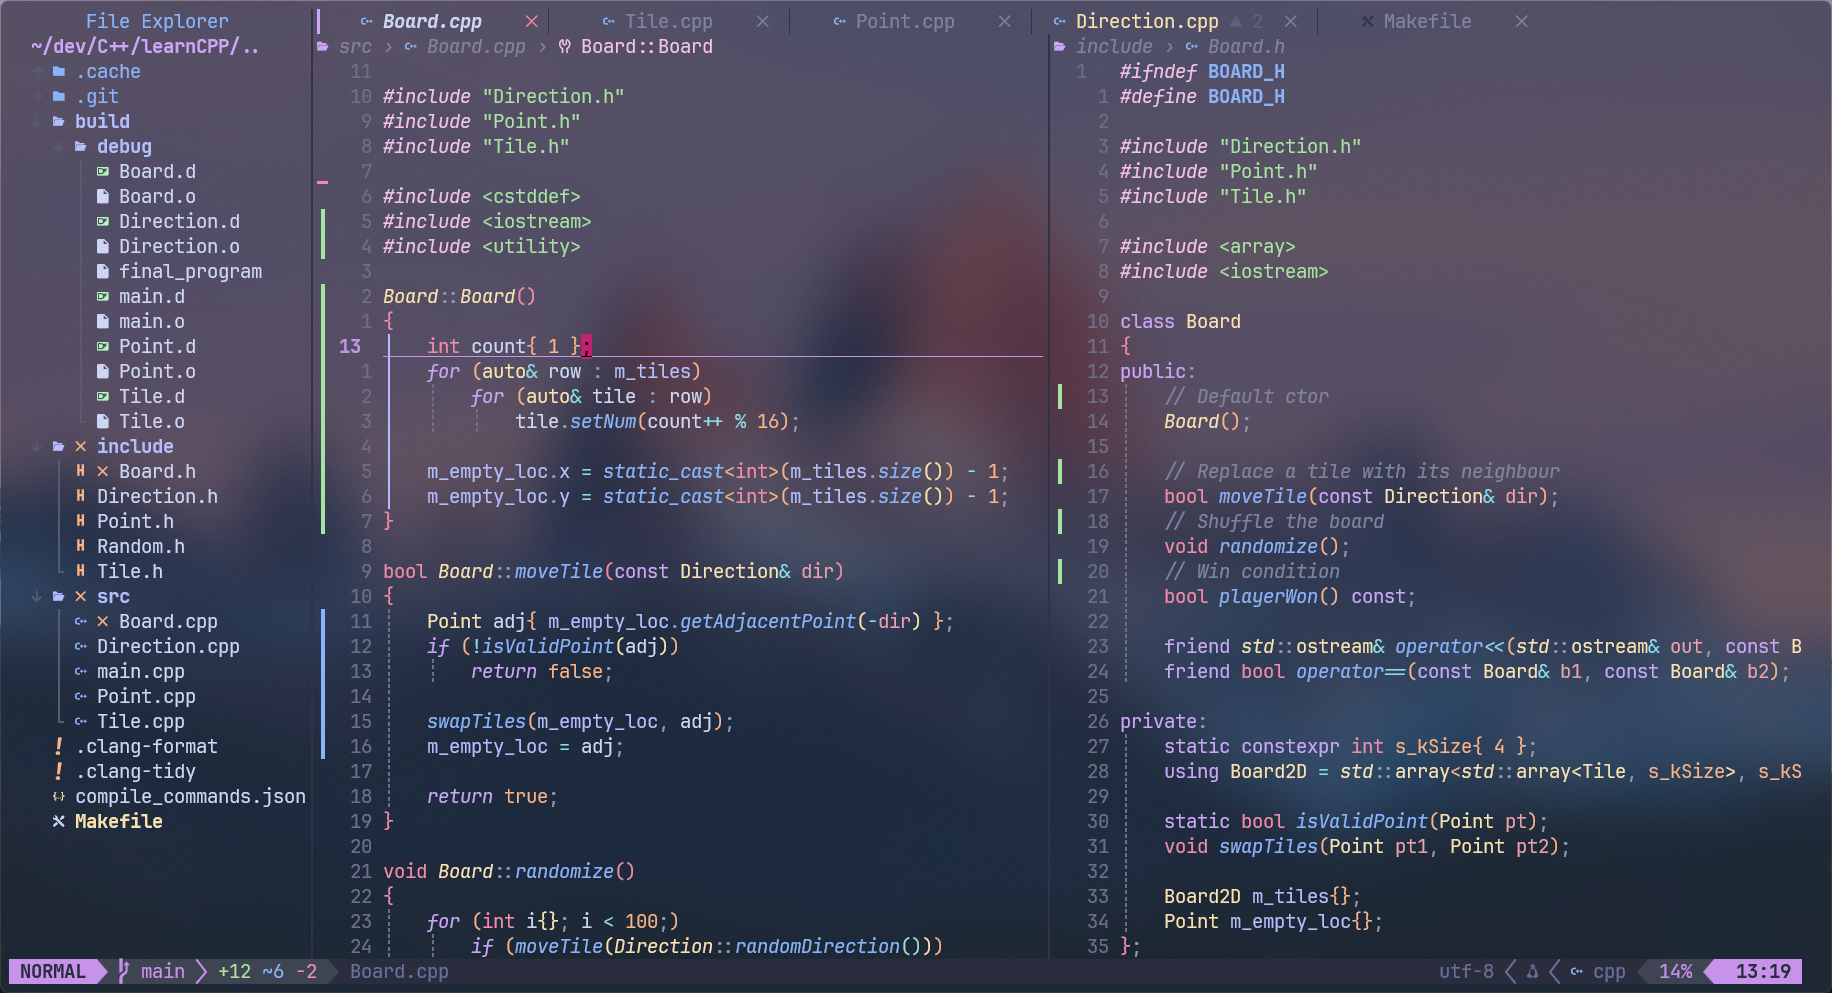 File Explorer
~/dev/C++/learnCPP/..
.cache
.git
build
debug
Board.d
Board.o
Direction.d
Direction.o
final_program
main.d
main.o
Point.d
Point.o
Tile.d
Tile.o
include
Board.h
Direction.h
Point.h
Random.h
Tile.h
src
Board.cpp
Direction.cpp
main.cpp
Point.cpp
Tile.cpp
.clang-format
.clang-tidy
compile_commands.json
Makefile
Board.cpp Tile.cpp Point.cpp Direction.cpp 2 Makefile
src › Board.cpp › Board::Board
11
10 #include "Direction.h"
9 #include "Point.h"
8 #include "Tile.h"
7
6 #include <cstddef>
5 #include <iostream>
4 #include <utility>
3
2 Board::Board()
1 {
13 int count{ 1 };
1 for (auto& row : m_tiles)
2 for (auto& tile : row)
3 tile.setNum(count++ % 16);
4
5 m_empty_loc.x = static_cast<int>(m_tiles.size()) - 1;
6 m_empty_loc.y = static_cast<int>(m_tiles.size()) - 1;
7 }
8
9 bool Board::moveTile(const Direction& dir)
10 {
11 Point adj{ m_empty_loc.getAdjacentPoint(-dir) };
12 if (!isValidPoint(adj))
13 return false;
14
15 swapTiles(m_empty_loc, adj);
16 m_empty_loc = adj;
17
18 return true;
19 }
20
21 void Board::randomize()
22 {
23 for (int i{}; i < 100;)
24 if (moveTile(Direction::randomDirection()))
include › Board.h
1 #ifndef BOARD_H
1 #define BOARD_H
2
3 #include "Direction.h"
4 #include "Point.h"
5 #include "Tile.h"
6
7 #include <array>
8 #include <iostream>
9
10 class Board
11 {
12 public:
13 // Default ctor
14 Board();
15
16 // Replace a tile with its neighbour
17 bool moveTile(const Direction& dir);
18 // Shuffle the board
19 void randomize();
20 // Win condition
21 bool playerWon() const;
22
23 friend std::ostream& operator<<(std::ostream& out, const B
24 friend bool operator==(const Board& b1, const Board& b2);
25
26 private:
27 static constexpr int s_kSize{ 4 };
28 using Board2D = std::array<std::array<Tile, s_kSize>, s_kS
29
30 static bool isValidPoint(Point pt);
31 void swapTiles(Point pt1, Point pt2);
32
33 Board2D m_tiles{};
34 Point m_empty_loc{};
35 };
NORMAL main +12 ~6 -2 Board.cpp utf-8 cpp 14% 13:19